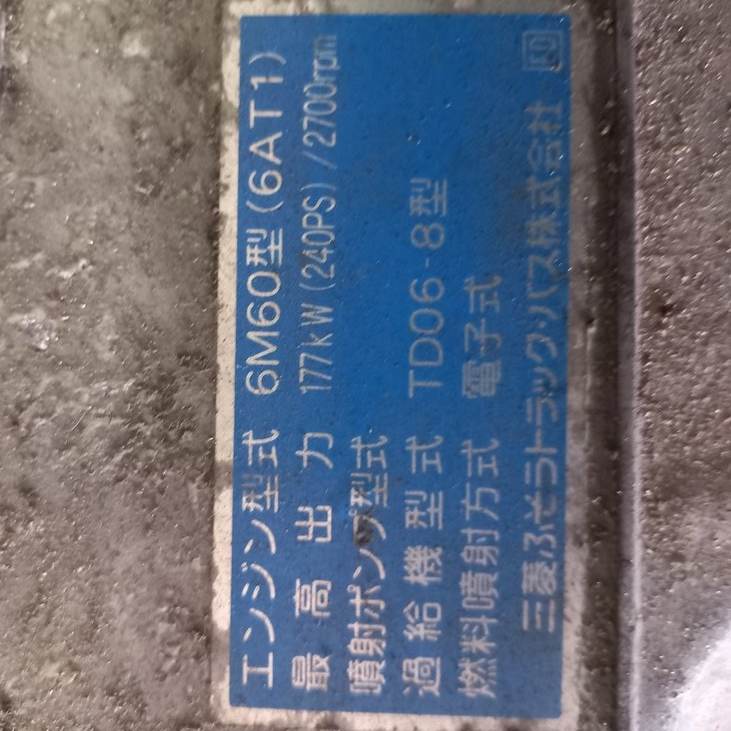 エンジン型式 6M60型(6AT1)
最高出力 177kW(240PS)/2700rpm
噴射ポンプ型式
過給機型式 TD06-8型
燃料噴射方式 電子式
三菱ふそうトラック・バス株式会社